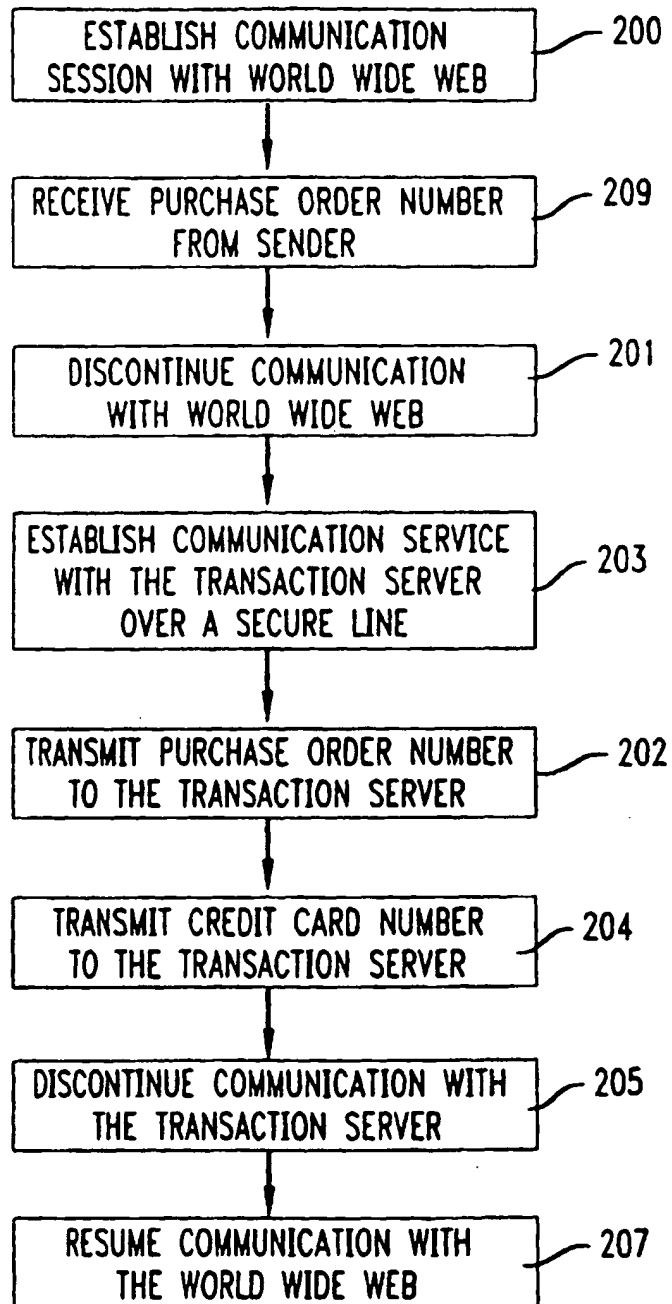 ESTABLISH COMMUNICATION
SESSION WITH WORLD WIDE WEB
200
RECEIVE PURCHASE ORDER NUMBER
FROM SENDER
209
DISCONTINUE COMMUNICATION
WITH WORLD WIDE WEB
201
ESTABLISH COMMUNICATION SERVICE
WITH THE TRANSACTION SERVER
OVER A SECURE LINE
203
TRANSMIT PURCHASE ORDER NUMBER
TO THE TRANSACTION SERVER
202
TRANSMIT CREDIT CARD NUMBER
TO THE TRANSACTION SERVER
204
DISCONTINUE COMMUNICATION WITH
THE TRANSACTION SERVER
205
RESUME COMMUNICATION WITH
THE WORLD WIDE WEB
207